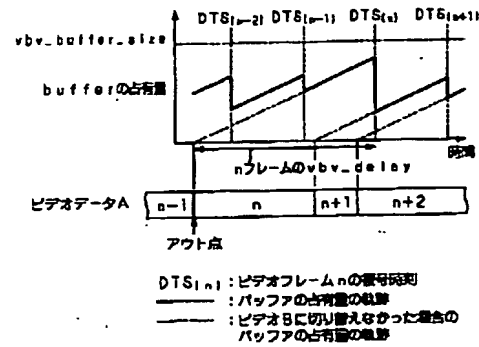 DTS(n-2) DTS(n-1) DTS(n) DTS(n+1)
vbv_buffer_size
bufferの占有量
時間
nフレームのvbv_delay
ビデオデータA n-1 n n+1 n+2
アウト点
DTS(n):ビデオフレームnの復号時刻
:バッファの占有量の軌跡
:ビデオBに切り替えなかった場合の
バッファの占有量の軌跡